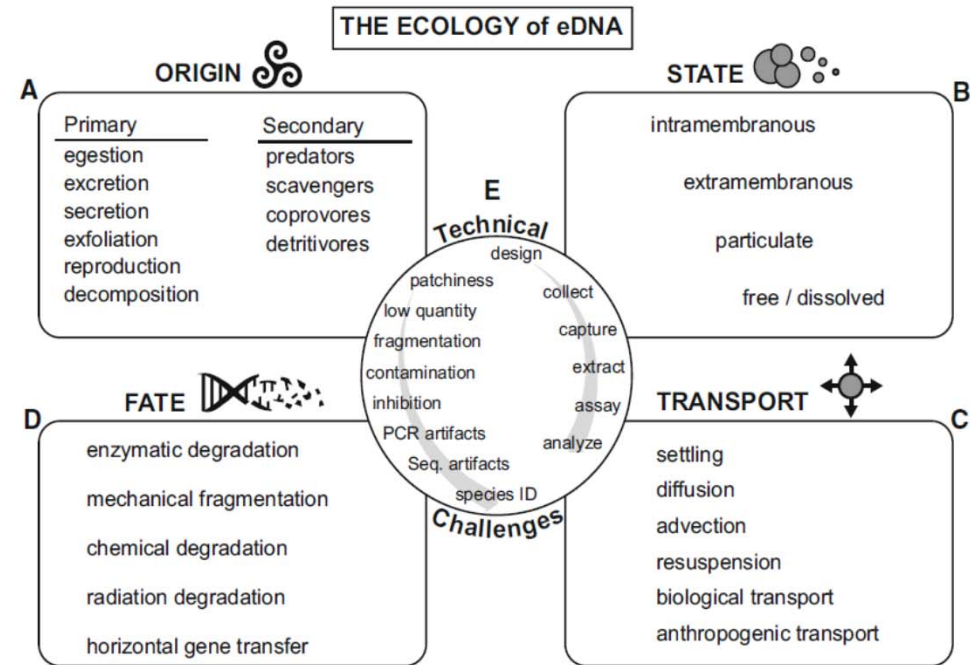 THE ECOLOGY of eDNA
A
ORIGIN
Primary
egestion
excretion
secretion
exfoliation
reproduction
decomposition
Secondary
predators
scavengers
coprovores
detritivores
STATE
B
intramembranous
extramembranous
particulate
free / dissolved
E
Technical
design
collect
capture
extract
assay
analyze
patchiness
low quantity
fragmentation
contamination
inhibition
PCR artifacts
Seq. artifacts
species ID
Challenges
D
FATE
enzymatic degradation
mechanical fragmentation
chemical degradation
radiation degradation
horizontal gene transfer
TRANSPORT
C
settling
diffusion
advection
resuspension
biological transport
anthropogenic transport